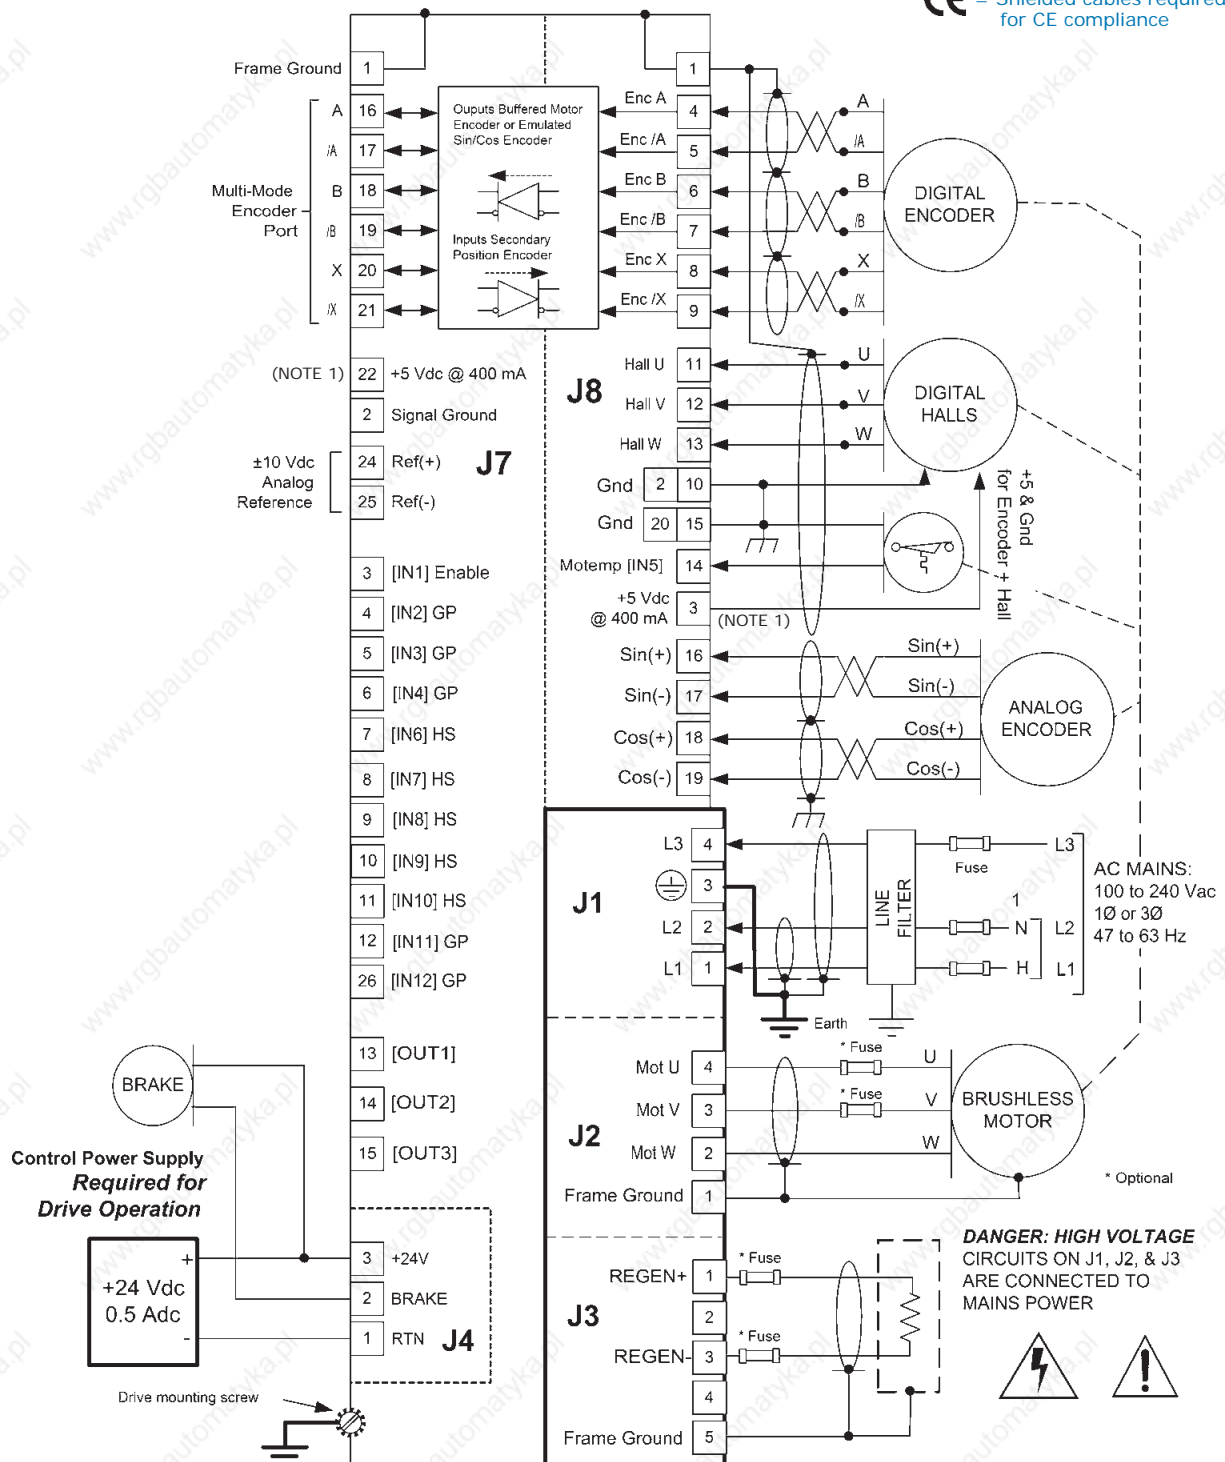 CE = Shielded cables required
for CE compliance
Frame Ground 1
1
A 16
/A 17
B 18
/B 19
X 20
/X 21
Multi-Mode
Encoder
Port
Ouputs Buffered Motor
Encoder or Emulated
Sin/Cos Encoder
Inputs Secondary
Position Encoder
Enc A 4 A
Enc /A 5 /A
Enc B 6 B
Enc /B 7 /B
Enc X 8 X
Enc /X 9 /X
DIGITAL
ENCODER
(NOTE 1) 22 +5 Vdc @ 400 mA
2 Signal Ground
±10 Vdc
Analog
Reference
24 Ref(+)
25 Ref(-)
J7
J8
Hall U 11 U
Hall V 12 V
Hall W 13 W
DIGITAL
HALLS
Gnd 2 10
Gnd 20 15
Motemp [IN5] 14
+5 Vdc
@ 400 mA
3 (NOTE 1)
+5 & Gnd
for Encoder + Hall
Sin(+) 16 Sin(+)
Sin(-) 17 Sin(-)
Cos(+) 18 Cos(+)
Cos(-) 19 Cos(-)
ANALOG
ENCODER
3 [IN1] Enable
4 [IN2] GP
5 [IN3] GP
6 [IN4] GP
7 [IN6] HS
8 [IN7] HS
9 [IN8] HS
10 [IN9] HS
11 [IN10] HS
12 [IN11] GP
26 [IN12] GP
13 [OUT1]
14 [OUT2]
15 [OUT3]
J1
L3 4
3
L2 2
L1 1
LINE
FILTER
Fuse
L3
1
N L2
H L1
AC MAINS:
100 to 240 Vac
1Ø or 3Ø
47 to 63 Hz
Earth
J2
Mot U 4 * Fuse U
Mot V 3 * Fuse V
Mot W 2 W
Frame Ground 1
BRUSHLESS
MOTOR
* Optional
BRAKE
Control Power Supply
Required for
Drive Operation
+
+24 Vdc
0.5 Adc
-
3 +24V
2 BRAKE
1 RTN
J4
Drive mounting screw
J3
REGEN+ 1 * Fuse
2
REGEN- 3 * Fuse
4
Frame Ground 5
DANGER: HIGH VOLTAGE
CIRCUITS ON J1, J2, & J3
ARE CONNECTED TO
MAINS POWER
www.rgbautomatyka.pl